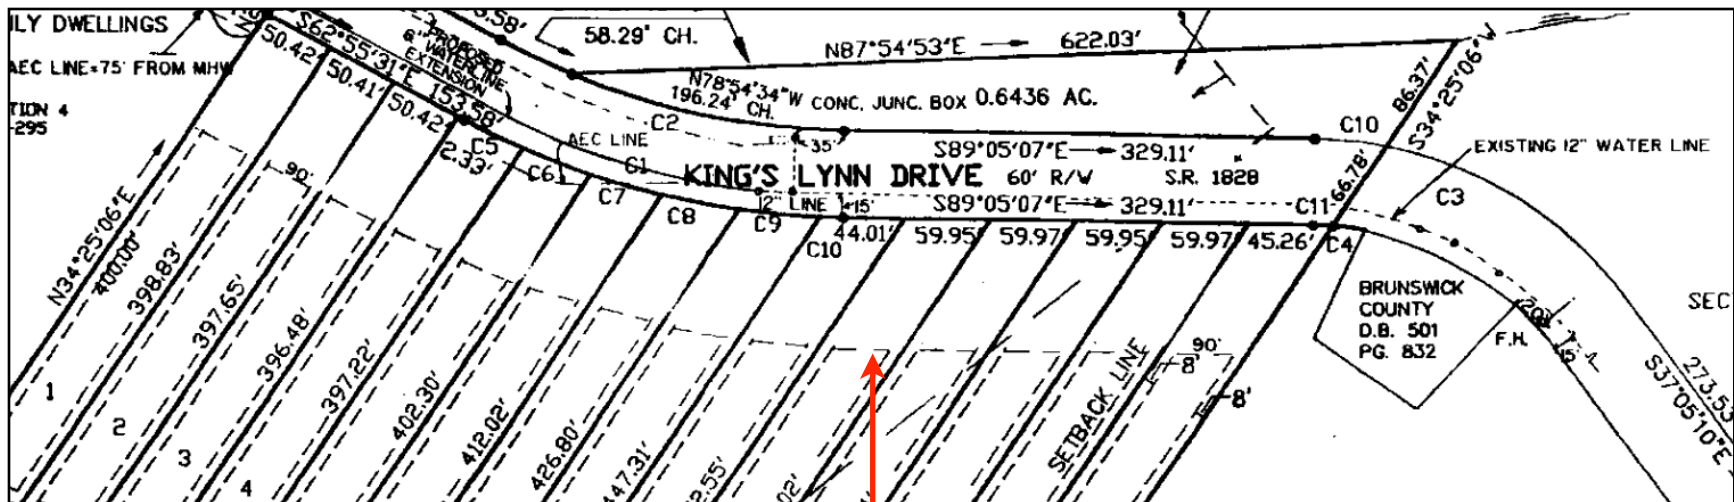 ILY DWELLINGS
AEC LINE=75' FROM MHW
TION 4
-295
S62°55'31"E 153.58'
50.42'
50.41'
50.42'
2.33'
PROPOSED
6" WATERLINE
EXTENSION
58.29' CH.
N87°54'53"E 622.03'
N78°54'34"W
196.24' CH.
CONC. JUNC. BOX 0.6436 AC.
86.37'
S34°25'06"W
66.78'
C10
EXISTING 12" WATER LINE
C2
AEC LINE
35'
S89°05'07"E 329.11'
C5
C6
C1
KING'S LYNN DRIVE 60' R/W S.R. 1828
C7
C8
C9
C10
12" LINE
15'
S89°05'07"E 329.11'
C11
C3
C4
44.01'
59.95'
59.97'
59.95'
59.97'
45.26'
90'
N34°25'06"E
400.00'
398.83'
397.65'
396.48'
397.22'
402.30'
412.02'
426.80'
447.31'
2.55'
02'
SETBACK LINE
90'
8'
8'
BRUNSWICK
COUNTY
D.B. 501
PG. 832
F.H.
20'
15'
SEC
273.53
S37°05'10"E
1
2
3
4